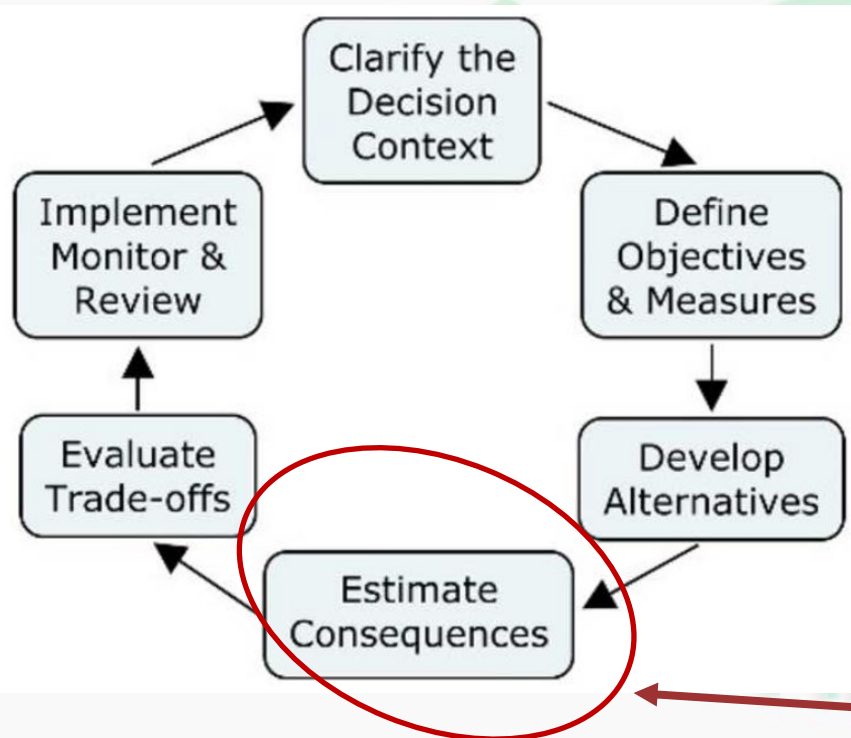 Clarify the
Decision
Context
Define
Objectives
& Measures
Develop
Alternatives
Estimate
Consequences
Evaluate
Trade-offs
Implement
Monitor &
Review